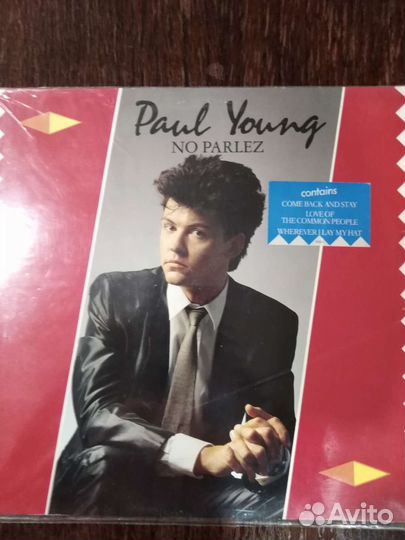 Paul Young
NO PARLEZ
contains
COME BACK AND STAY
LOVE OF
THE COMMON PEOPLE
WHEREVER I LAY MY HAT
Avito